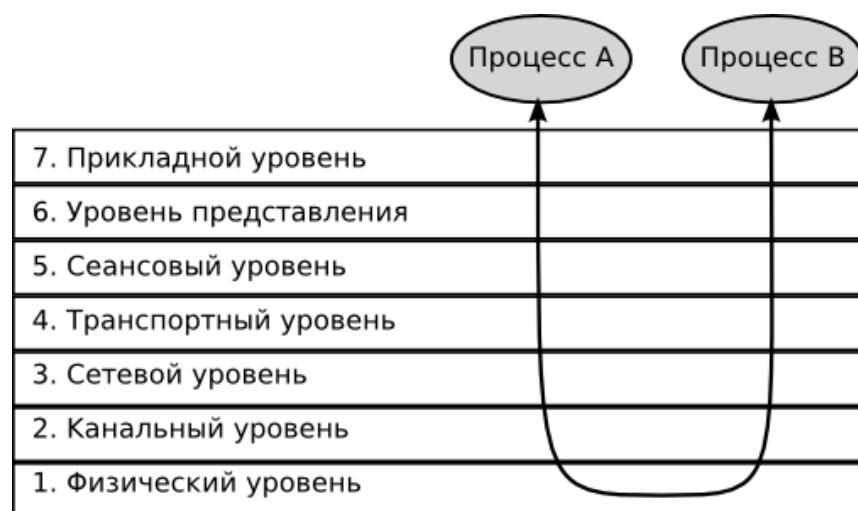 Процесс A
Процесс B
7. Прикладной уровень
6. Уровень представления
5. Сеансовый уровень
4. Транспортный уровень
3. Сетевой уровень
2. Канальный уровень
1. Физический уровень